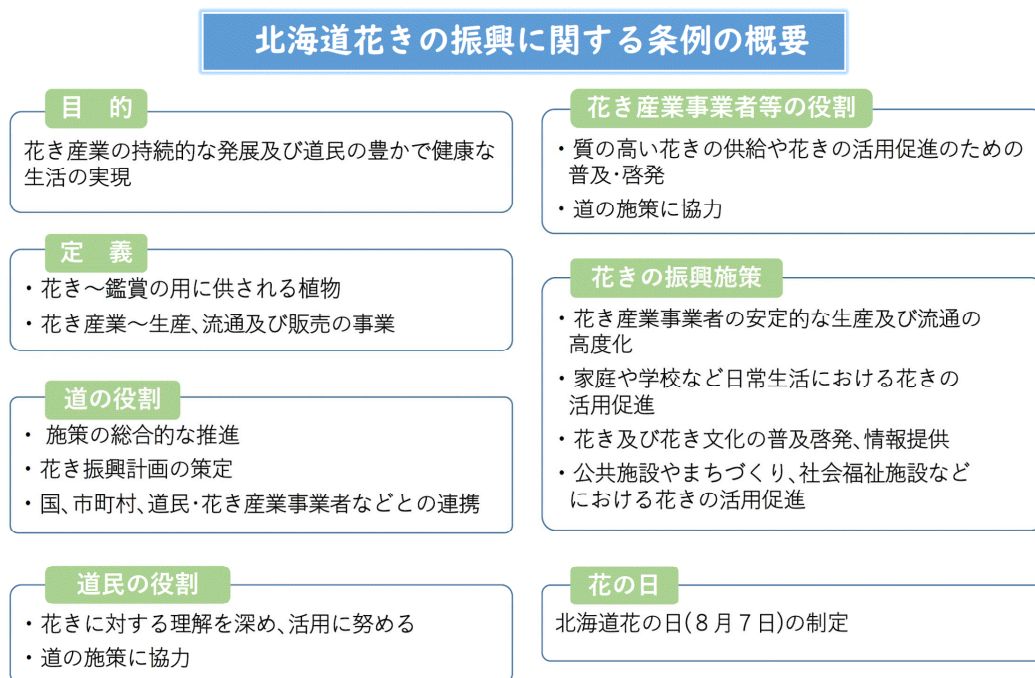 北海道花きの振興に関する条例の概要
目　的
花き産業の持続的な発展及び道民の豊かで健康な
生活の実現
定　義
・花き～鑑賞の用に供される植物
・花き産業～生産、流通及び販売の事業
道の役割
・ 施策の総合的な推進
・花き振興計画の策定
・国、市町村、道民･花き産業事業者などとの連携
道民の役割
・花きに対する理解を深め、活用に努める
・道の施策に協力
花き産業事業者等の役割
・質の高い花きの供給や花きの活用促進のための
普及･啓発
・道の施策に協力
花きの振興施策
・花き産業事業者の安定的な生産及び流通の
高度化
・家庭や学校など日常生活における花きの
活用促進
・花き及び花き文化の普及啓発、情報提供
・公共施設やまちづくり、社会福祉施設など
における花きの活用促進
花の日
北海道花の日(８月７日)の制定